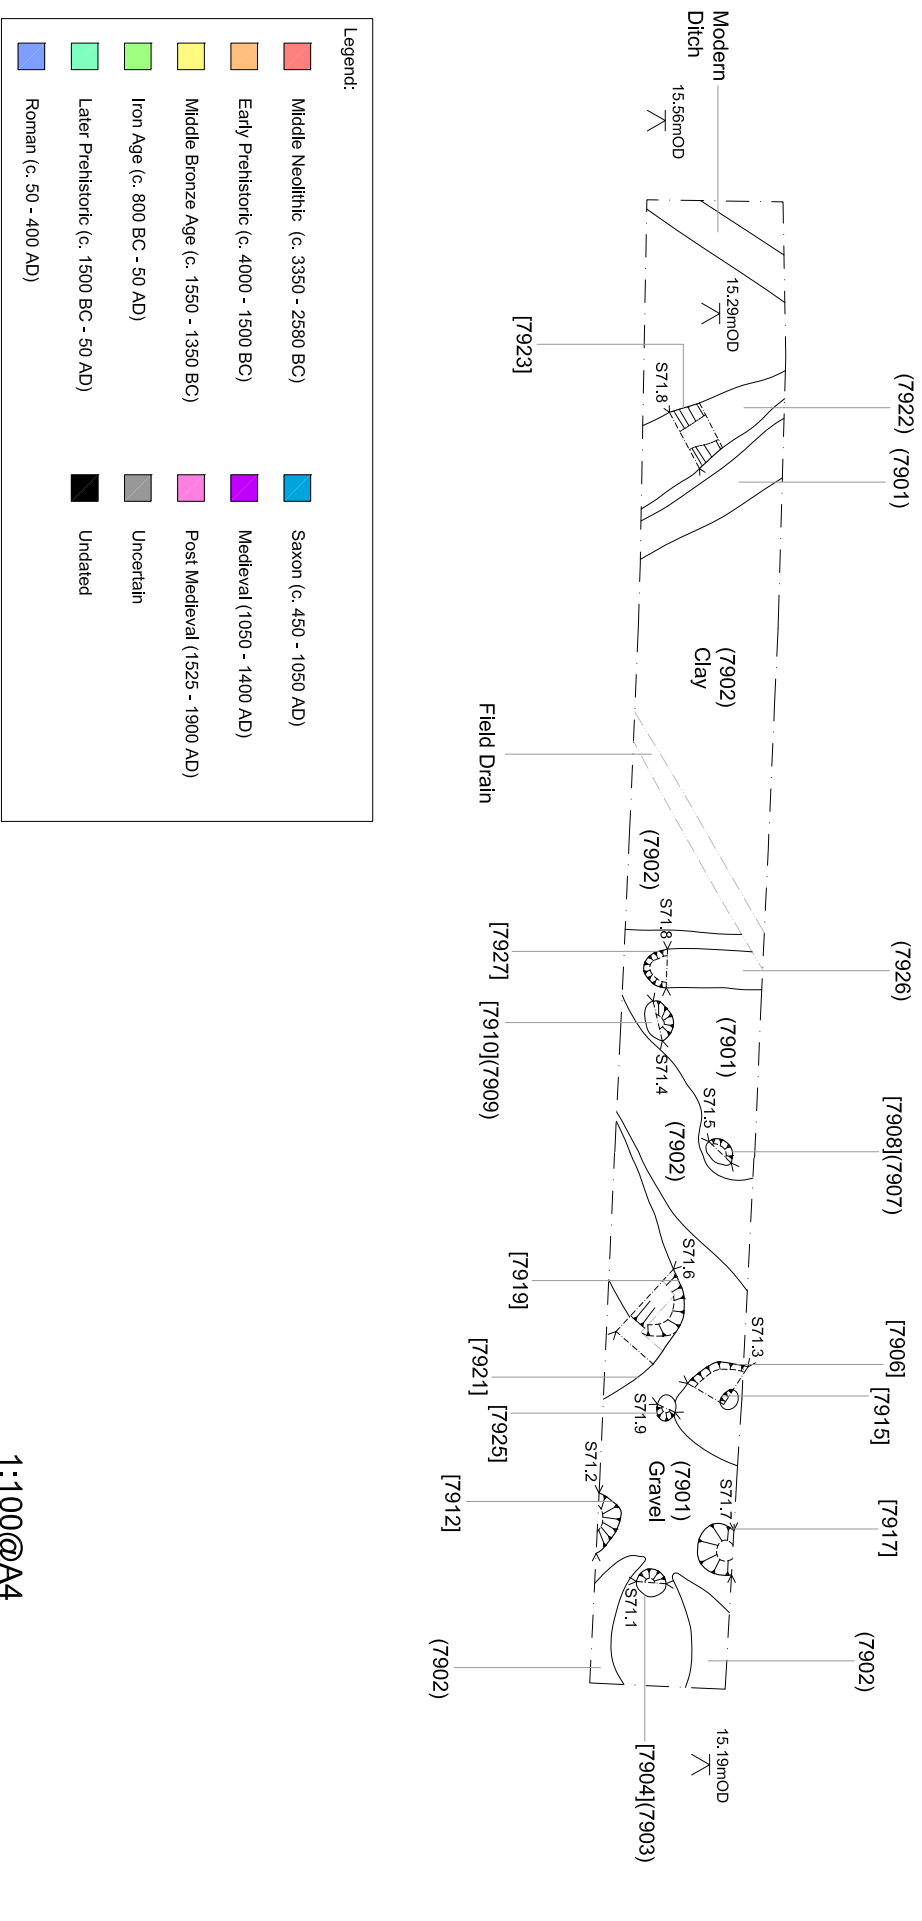 Modern
Ditch
15.56mOD
15.29mOD
[7923]
S71.8
(7922)
(7901)
(7902)
Clay
Field Drain
(7902)
S71.8
[7927]
(7926)
[7910](7909)
S71.4
(7901)
S71.5
[7908](7907)
(7902)
S71.6
[7919]
S71.3
[7906]
[7921]
[7915]
S71.9
[7925]
(7901)
Gravel
S71.2
[7912]
S71.7
[7917]
S71.1
(7902)
(7902)
[7904](7903)
15.19mOD
Legend:
Middle Neolithic (c. 3350 - 2580 BC)
Early Prehistoric (c. 4000 - 1500 BC)
Middle Bronze Age (c. 1550 - 1350 BC)
Iron Age (c. 800 BC - 50 AD)
Later Prehistoric (c. 1500 BC - 50 AD)
Roman (c. 50 - 400 AD)
Saxon (c. 450 - 1050 AD)
Medieval (1050 - 1400 AD)
Post Medieval (1525 - 1900 AD)
Uncertain
Undated
1:100@A4